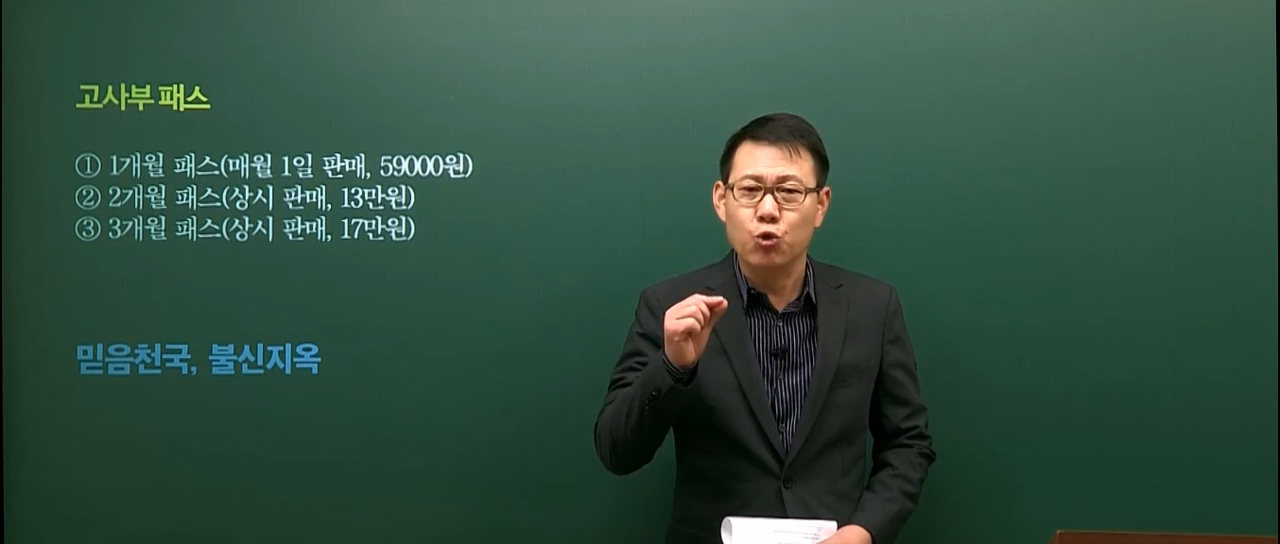 고사부 패스
① 1개월 패스(매월 1일 판매, 59000원)
② 2개월 패스(상시 판매, 13만원)
③ 3개월 패스(상시 판매, 17만원)
믿음천국, 불신지옥